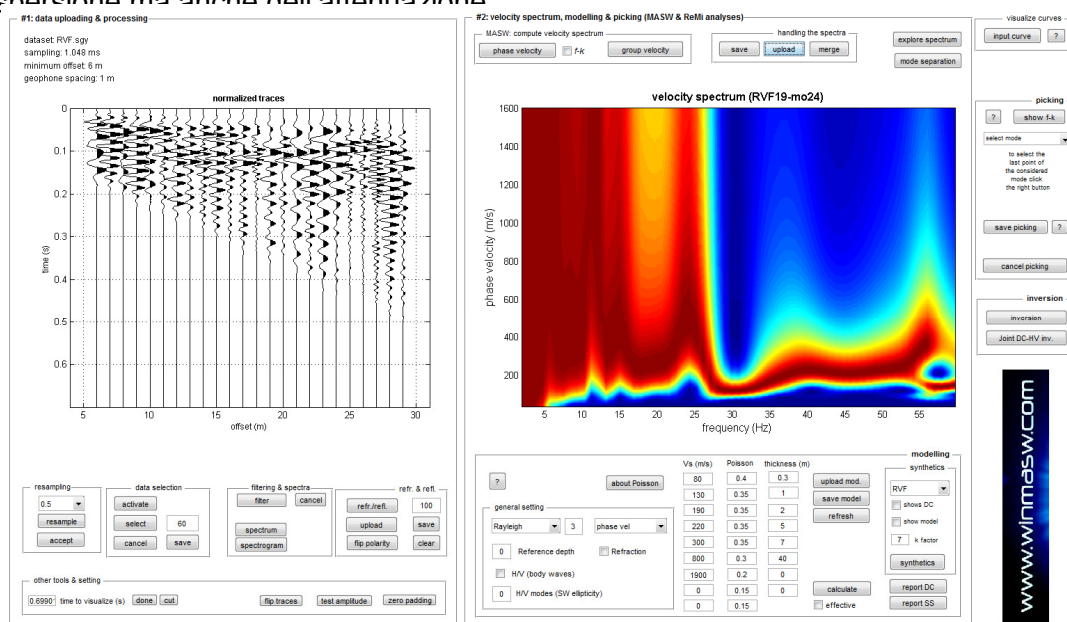 #1: data uploading & processing
dataset: RVF.sgy
sampling: 1.048 ms
minimum offset: 6 m
geophone spacing: 1 m
normalized traces
time (s)
0
0.1
0.2
0.3
0.4
0.5
0.6
5 10 15 20 25 30
offset (m)
resampling
0.5
resample
accept
data selection
activate
select 60
cancel save
filtering & spectra
filter cancel
spectrum
spectrogram
refr. & refl.
refr./refl. 100
upload save
flip polarity clear
other tools & setting
0.6990 time to visualize (s) done cut flip traces test amplitude zero padding
#2: velocity spectrum, modelling & picking (MASW & ReMi analyses)
MASW: compute velocity spectrum
phase velocity f-k group velocity
handling the spectra
save upload merge
explore spectrum
mode separation
velocity spectrum (RVF19-mo24)
phase velocity (m/s)
1600
1400
1200
1000
800
600
400
200
5 10 15 20 25 30 35 40 45 50 55
frequency (Hz)
modelling
?
about Poisson
general setting
Rayleigh 3 phase vel
0 Reference depth Refraction
H/V (body waves)
0 H/V modes (SW ellipticity)
Vs (m/s) Poisson thickness (m)
80 0.4 0.3
130 0.35 1
190 0.35 2
220 0.35 5
300 0.35 7
800 0.3 40
1900 0.2 0
0 0.15 0
0 0.15
upload mod.
save model
refresh
calculate
effective
synthetics
RVF
shows DC
show model
7 k factor
synthetics
report DC
report SS
visualize curves
input curve ?
picking
? show f-k
select mode
to select the
last point of
the considered
mode click
the right button
save picking ?
cancel picking
inversion
inversion
Joint DC-HV inv.
www.winmasw.com